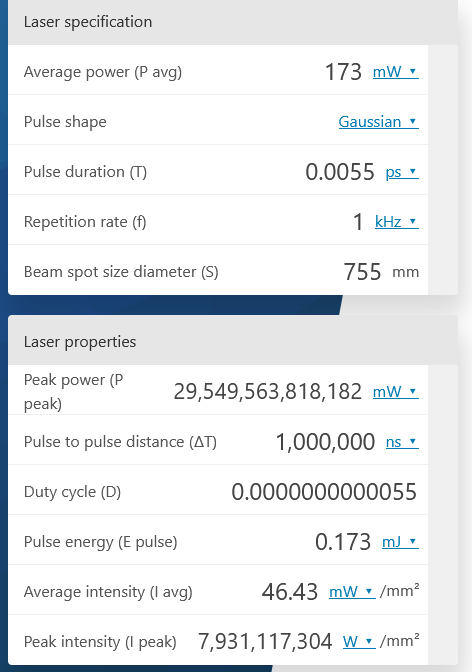 Laser specification
Average power (P avg) 173 mW
Pulse shape Gaussian
Pulse duration (T) 0.0055 ps
Repetition rate (f) 1 kHz
Beam spot size diameter (S) 755 mm
Laser properties
Peak power (P
peak) 29,549,563,818,182 mW
Pulse to pulse distance (ΔT) 1,000,000 ns
Duty cycle (D) 0.0000000000055
Pulse energy (E pulse) 0.173 mJ
Average intensity (I avg) 46.43 mW /mm²
Peak intensity (I peak) 7,931,117,304 W /mm²